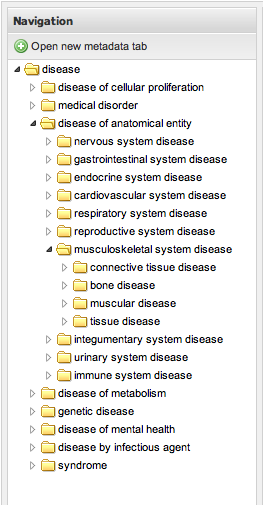 Navigation
Open new metadata tab
disease
disease of cellular proliferation
medical disorder
disease of anatomical entity
nervous system disease
gastrointestinal system disease
endocrine system disease
cardiovascular system disease
respiratory system disease
reproductive system disease
musculoskeletal system disease
connective tissue disease
bone disease
muscular disease
tissue disease
integumentary system disease
urinary system disease
immune system disease
disease of metabolism
genetic disease
disease of mental health
disease by infectious agent
syndrome